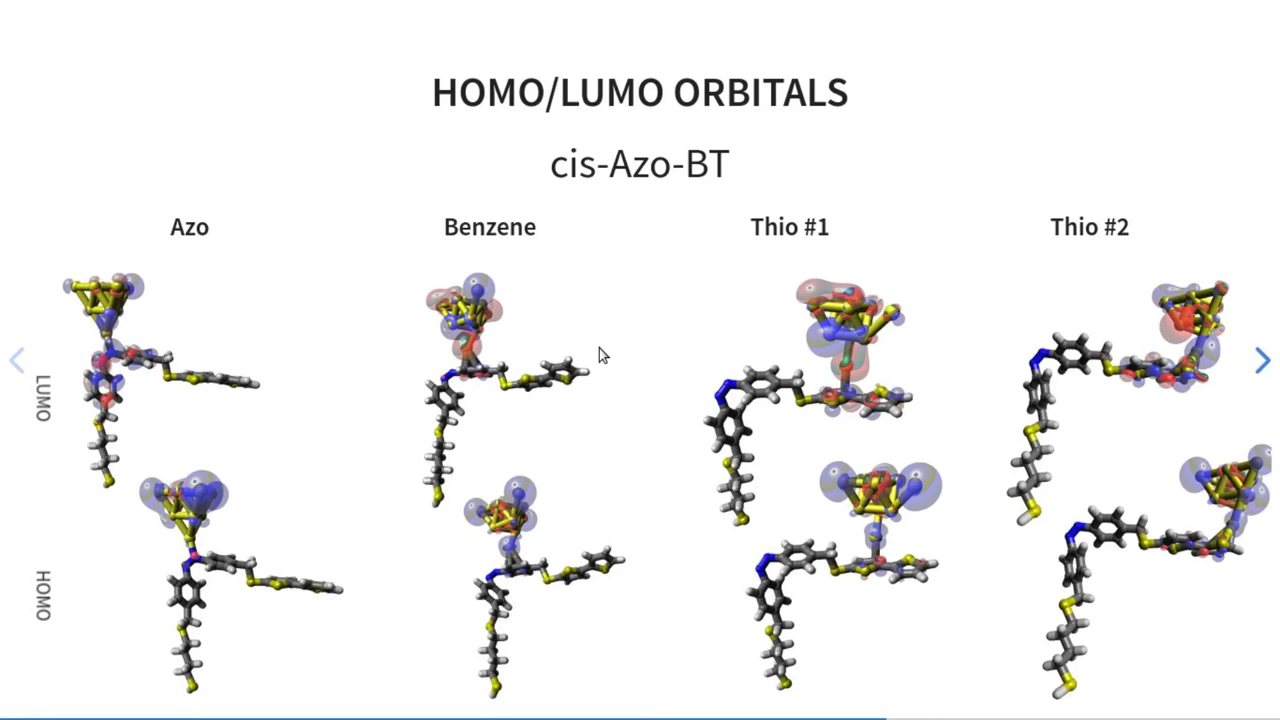 HOMO/LUMO ORBITALS
cis-Azo-BT
Azo
Benzene
Thio #1
Thio #2
LUMO
HOMO